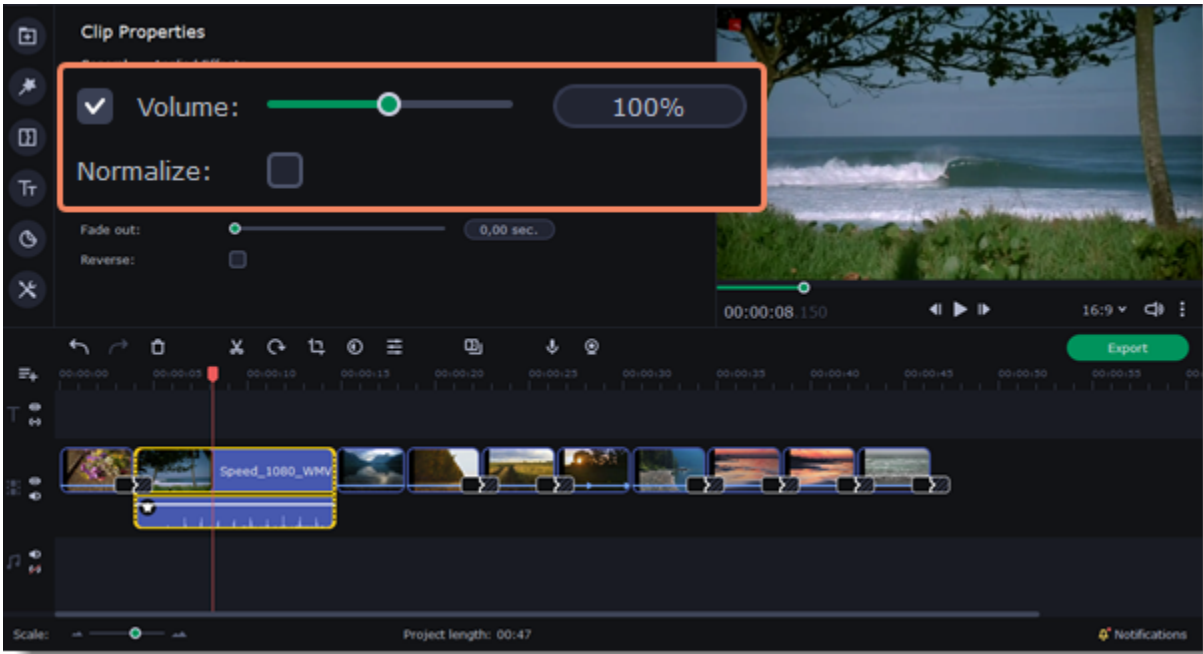 Clip Properties
Volume:
100%
Normalize:
Fade out:
0,00 sec.
Reverse:
00:00:08.150
16:9
Export
00:00:00
00:00:05
00:00:10
00:00:15
00:00:20
00:00:25
00:00:30
00:00:35
00:00:40
00:00:45
00:00:50
00:00:55
Speed_1080_WMV
Scale:
Project length: 00:47
Notifications